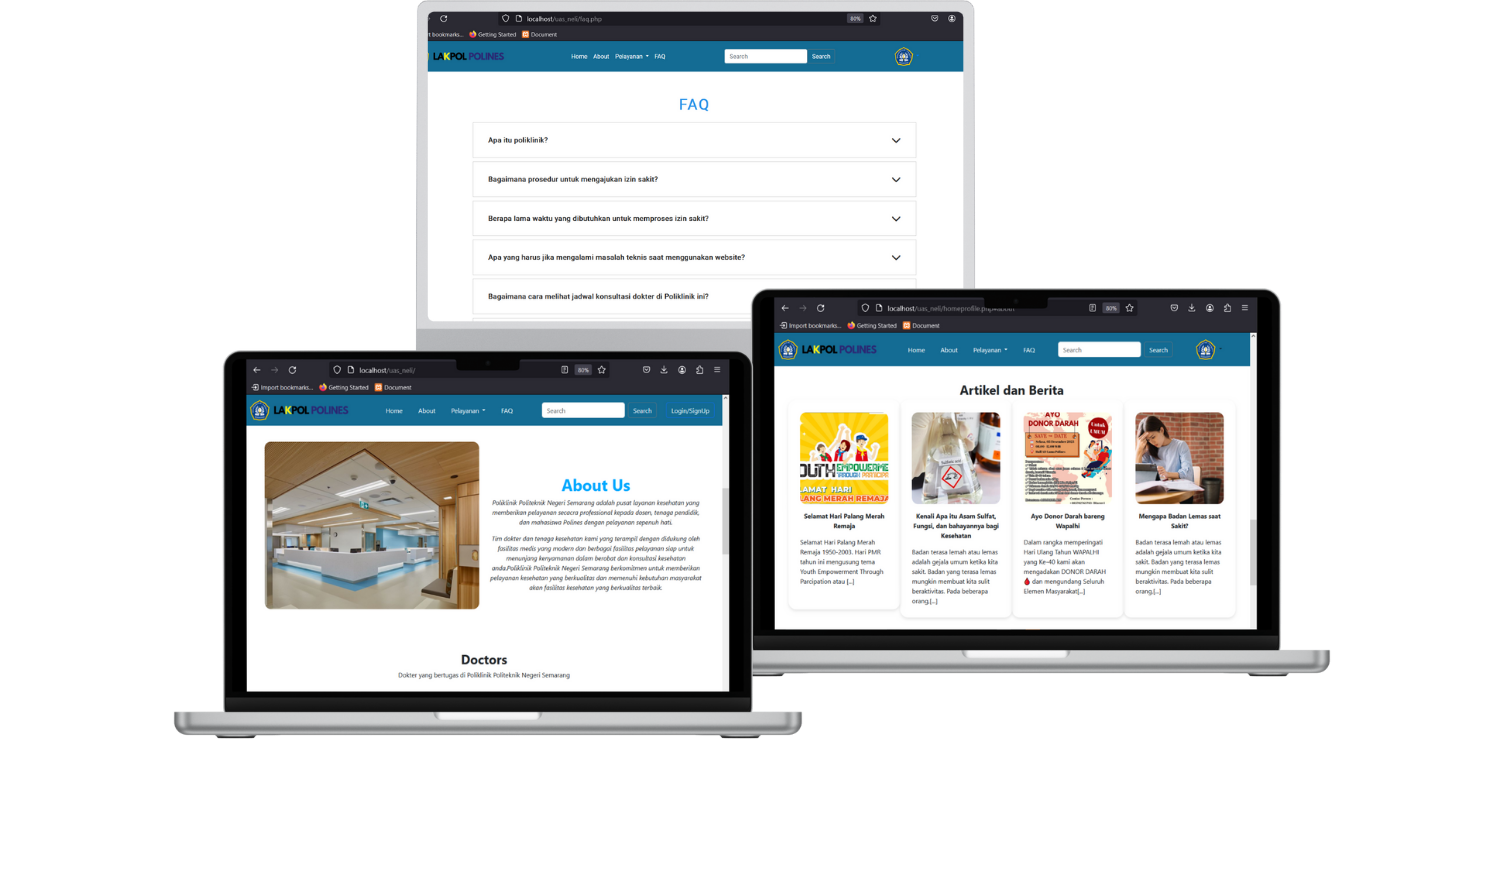 localhost/uas_neli/faq.php
80%
t bookmarks...
Getting Started
Document
LAKPOL POLINES
Home
About
Pelayanan
FAQ
Search
Search
FAQ
Apa itu poliklinik?
Bagaimana prosedur untuk mengajukan izin sakit?
Berapa lama waktu yang dibutuhkan untuk memproses izin sakit?
Apa yang harus jika mengalami masalah teknis saat menggunakan website?
Bagaimana cara melihat jadwal konsultasi dokter di Poliklinik ini?
localhost/uas_neli/
80%
Import bookmarks...
Getting Started
Document
LAKPOL POLINES
Home
About
Pelayanan
FAQ
Search
Search
Login/SignUp
About Us
Poliklinik Politeknik Negeri Semarang adalah pusat layanan kesehatan yang
memberikan pelayanan secacra professional kepada dosen, tenaga pendidik,
dan mahasiswa Polines dengan pelayanan sepenuh hati.
Tim dokter dan tenaga kesehatan kami yang terampil dengan didukung oleh
fasilitas medis yang modern dan berbagai fasilitas pelayanan siap untuk
menunjang kenyamanan dalam berobat dan konsultasi kesehatan
anda.Poliklinik Politeknik Negeri Semarang berkomitmen untuk memberikan
pelayanan kesehatan yang berkualitas dan memenuhi kebutuhan masyarakat
akan fasilitas kesehatan yang berkualitas terbaik.
Doctors
Dokter yang bertugas di Poliklinik Politeknik Negeri Semarang
localhost/uas_neli/homeprofile.php#about
80%
Import bookmarks...
Getting Started
Document
LAKPOL POLINES
Home
About
Pelayanan
FAQ
Search
Search
Artikel dan Berita
OUTH EMPOWERME
THROUGH
LAMAT HARI
LANG MERAH REMAJA
Selamat Hari Palang Merah
Remaja
Selamat Hari Palang Merah
Remaja 1950-2003. Hari PMR
tahun ini mengusung tema
Youth Empowerment Through
Parcipation atau [...]
Kenali Apa itu Asam Sulfat,
Fungsi, dan bahayannya bagi
Kesehatan
Badan terasa lemah atau lemas
adalah gejala umum ketika kita
sakit. Badan yang terasa lemas
mungkin membuat kita sulit
beraktivitas. Pada beberapa
orang,[...]
AYO
DONOR DARAH
Untuk
UMUM
Ayo Donor Darah bareng
Wapalhi
Dalam rangka memperingati
Hari Ulang Tahun WAPALHI
yang Ke-40 kami akan
mengadakan DONOR DARAH
🩸 dan mengundang Seluruh
Elemen Masyarakat[...]
Mengapa Badan Lemas saat
Sakit?
Badan terasa lemah atau lemas
adalah gejala umum ketika kita
sakit. Badan yang terasa lemas
mungkin membuat kita sulit
beraktivitas. Pada beberapa
orang,[...]